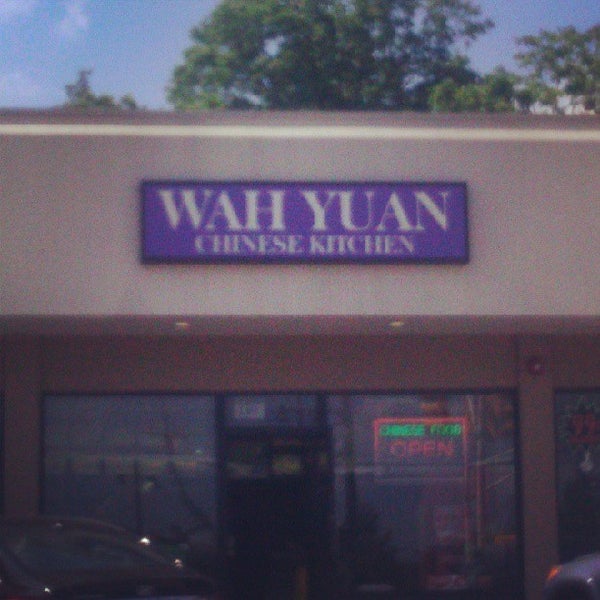 WAH YUAN
CHINESE KITCHEN
CHINESE FOOD
OPEN